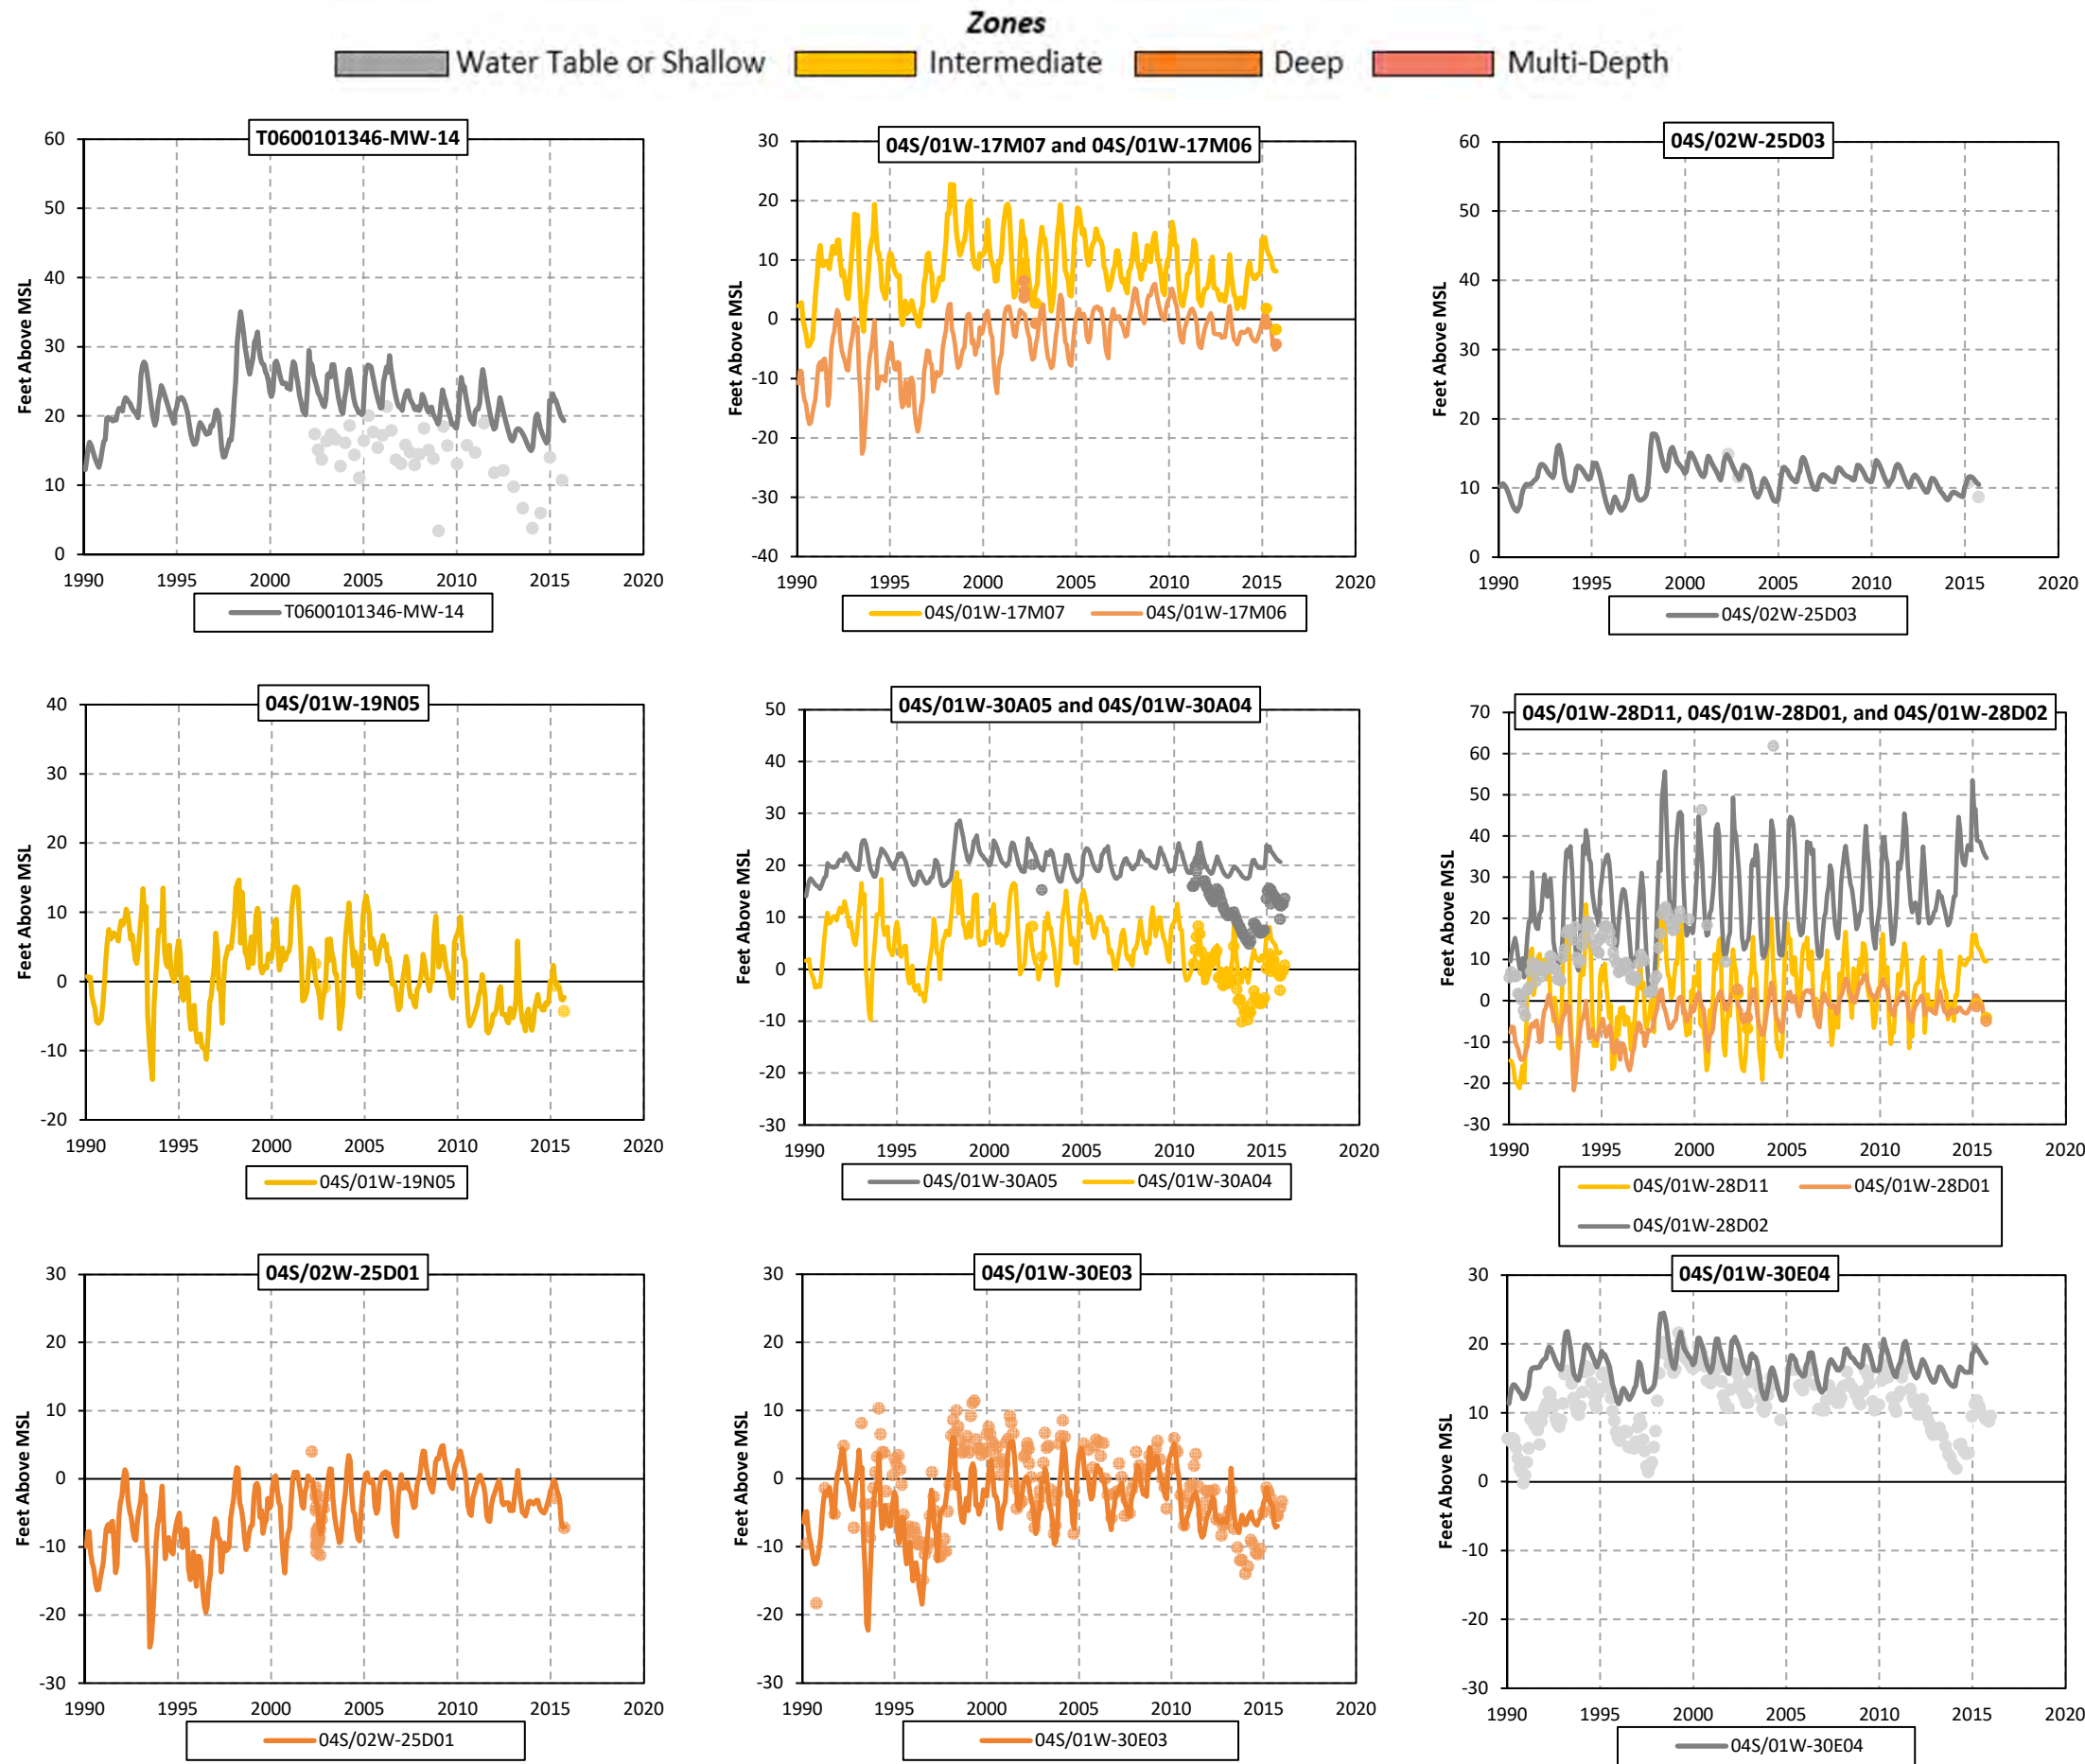 Zones
Water Table or Shallow Intermediate Deep Multi-Depth
T0600101346-MW-14
Feet Above MSL
60
50
40
30
20
10
0
1990 1995 2000 2005 2010 2015 2020
T0600101346-MW-14
04S/01W-17M07 and 04S/01W-17M06
Feet Above MSL
30
20
10
0
-10
-20
-30
-40
1990 1995 2000 2005 2010 2015 2020
04S/01W-17M07 04S/01W-17M06
04S/02W-25D03
Feet Above MSL
60
50
40
30
20
10
0
1990 1995 2000 2005 2010 2015 2020
04S/02W-25D03
04S/01W-19N05
Feet Above MSL
40
30
20
10
0
-10
-20
1990 1995 2000 2005 2010 2015 2020
04S/01W-19N05
04S/01W-30A05 and 04S/01W-30A04
Feet Above MSL
50
40
30
20
10
0
-10
-20
-30
1990 1995 2000 2005 2010 2015 2020
04S/01W-30A05 04S/01W-30A04
04S/01W-28D11, 04S/01W-28D01, and 04S/01W-28D02
Feet Above MSL
70
60
50
40
30
20
10
0
-10
-20
-30
1990 1995 2000 2005 2010 2015 2020
04S/01W-28D11 04S/01W-28D01
04S/01W-28D02
04S/02W-25D01
Feet Above MSL
30
20
10
0
-10
-20
-30
1990 1995 2000 2005 2010 2015 2020
04S/02W-25D01
04S/01W-30E03
Feet Above MSL
30
20
10
0
-10
-20
-30
1990 1995 2000 2005 2010 2015 2020
04S/01W-30E03
04S/01W-30E04
Feet Above MSL
30
20
10
0
-10
-20
-30
1990 1995 2000 2005 2010 2015 2020
04S/01W-30E04